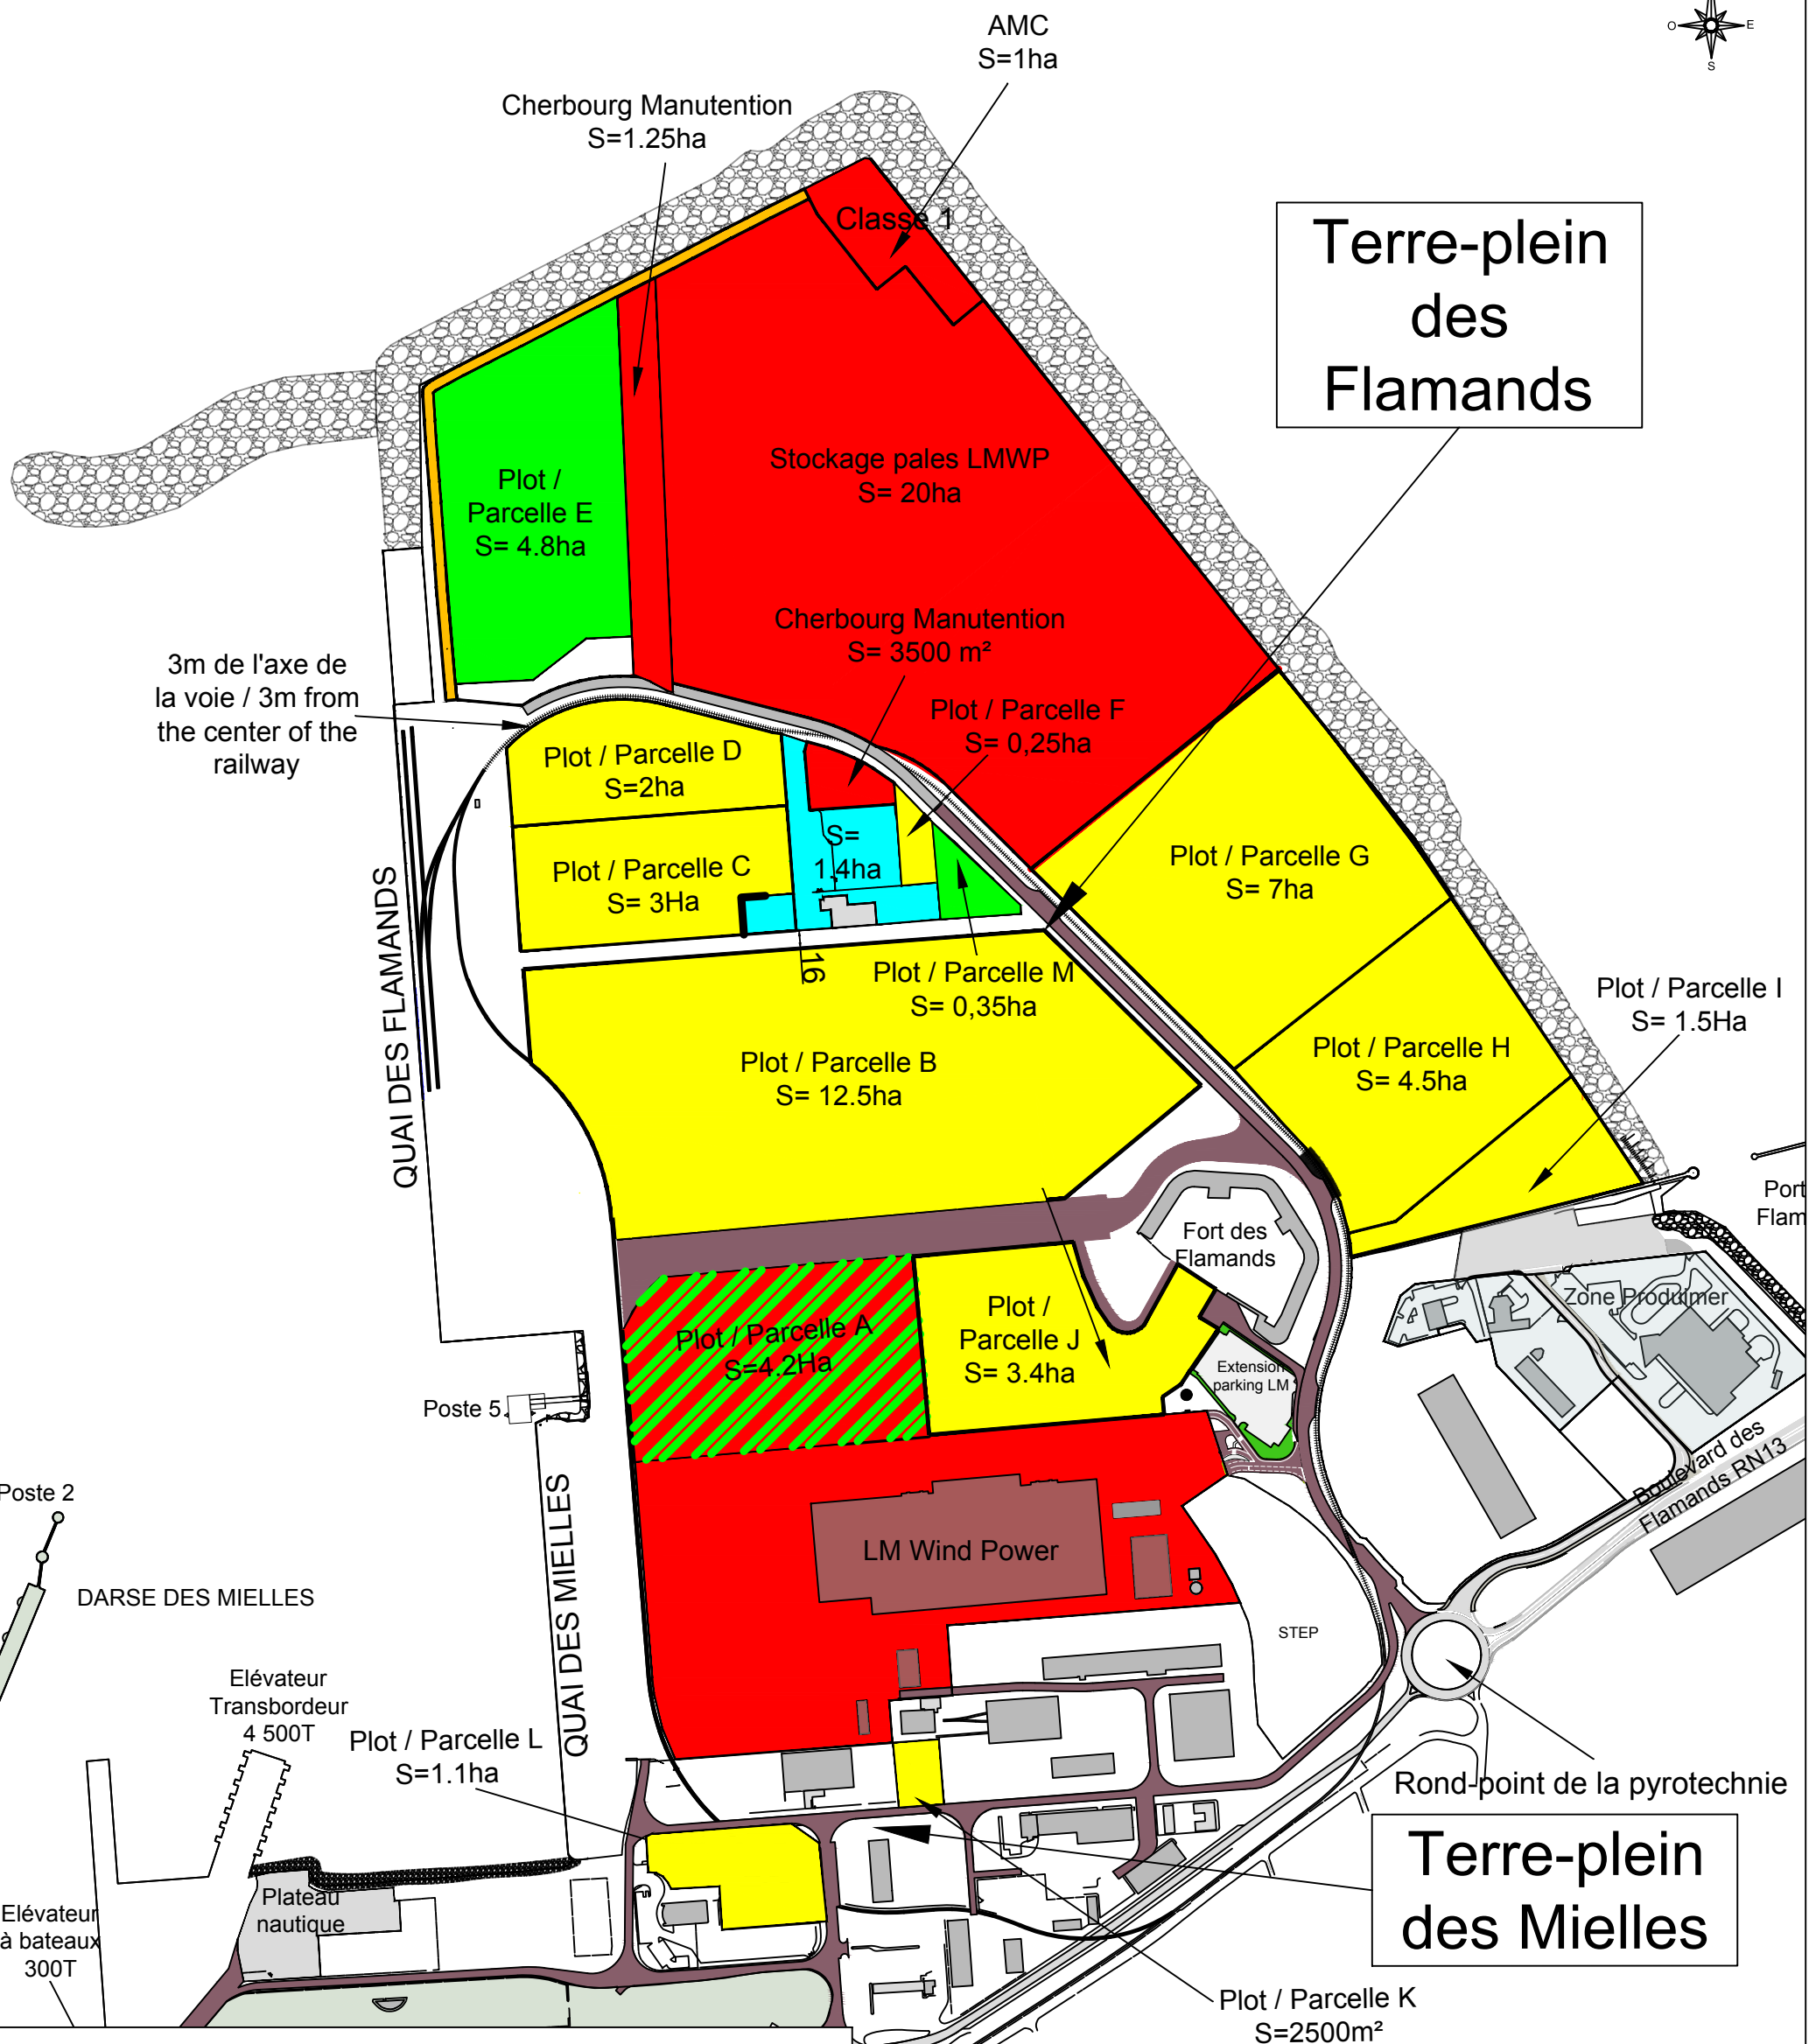 AMC
S=1ha
O
E
S
Cherbourg Manutention
S=1.25ha
Classe 1
Terre-plein
des
Flamands
Stockage pales LMWP
S= 20ha
Plot /
Parcelle E
S= 4.8ha
Cherbourg Manutention
S= 3500 m²
3m de l'axe de
la voie / 3m from
the center of the
railway
Plot / Parcelle F
S= 0,25ha
Plot / Parcelle D
S=2ha
S=
1.4ha
Plot / Parcelle C
S= 3Ha
Plot / Parcelle G
S= 7ha
QUAI DES FLAMANDS
16
Plot / Parcelle M
S= 0,35ha
Plot / Parcelle I
S= 1.5Ha
Plot / Parcelle B
S= 12.5ha
Plot / Parcelle H
S= 4.5ha
Port
Flam
Fort des
Flamands
Zone Produimer
Plot / Parcelle A
S=4.2Ha
Plot /
Parcelle J
S= 3.4ha
Extension
parking LM
Poste 5
Boulevard des
Flamands RN13
Poste 2
QUAI DES MIELLES
LM Wind Power
DARSE DES MIELLES
STEP
Elévateur
Transbordeur
4 500T
Plot / Parcelle L
S=1.1ha
Rond-point de la pyrotechnie
Terre-plein
des Mielles
Plateau
nautique
Elévateur
à bateaux
300T
Plot / Parcelle K
S=2500m²